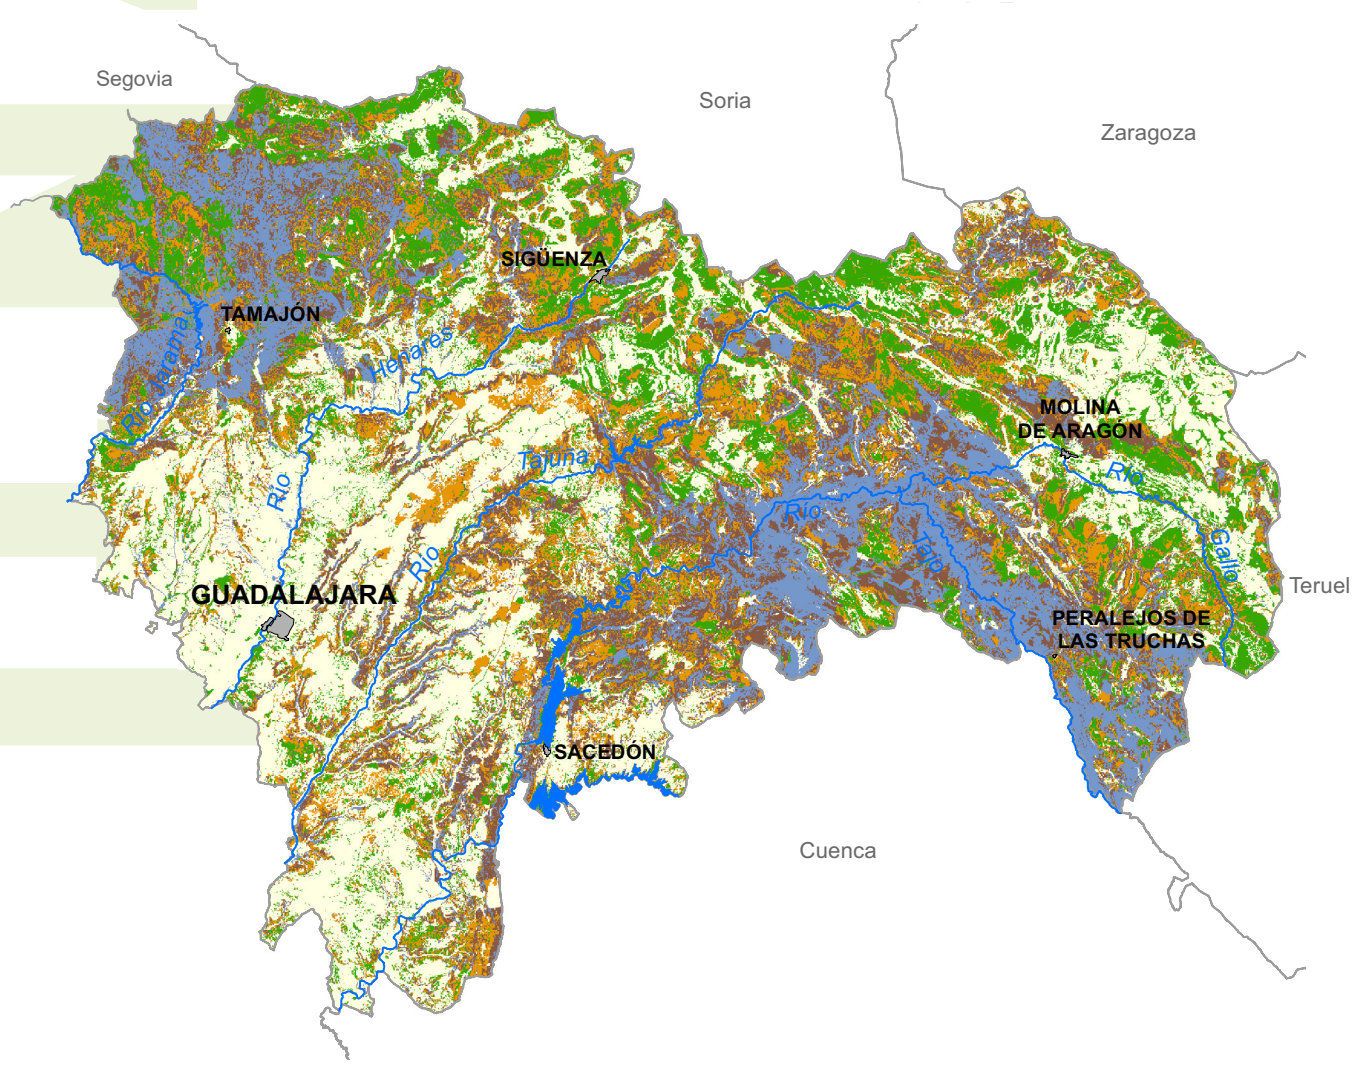 Segovia
Soria
Zaragoza
SIGÜENZA
TAMAJÓN
Río Jarama
Henares
MOLINA
DE ARAGÓN
Tajuña
Río
Río
Río
Río
Tajo
Gallo
GUADALAJARA
Teruel
PERALEJOS DE
LAS TRUCHAS
SACEDÓN
Cuenca